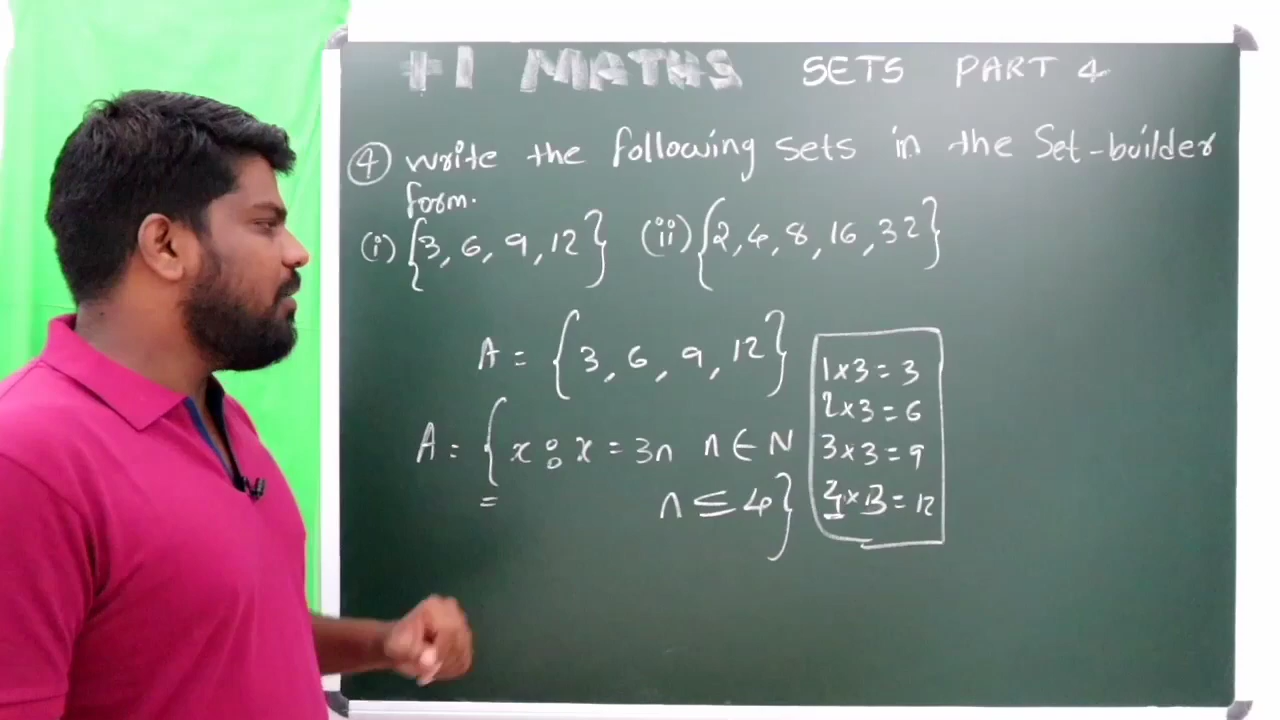 +1 MATHS SETS PART 4
④ Write the following sets in the Set-builder
form.
(i) {3, 6, 9, 12} (ii) {2, 4, 8, 16, 32}
A = {3, 6, 9, 12}
A = {x : x = 3n n ∈ N
= n ≤ 4}
1×3 = 3
2×3 = 6
3×3 = 9
4×3 = 12